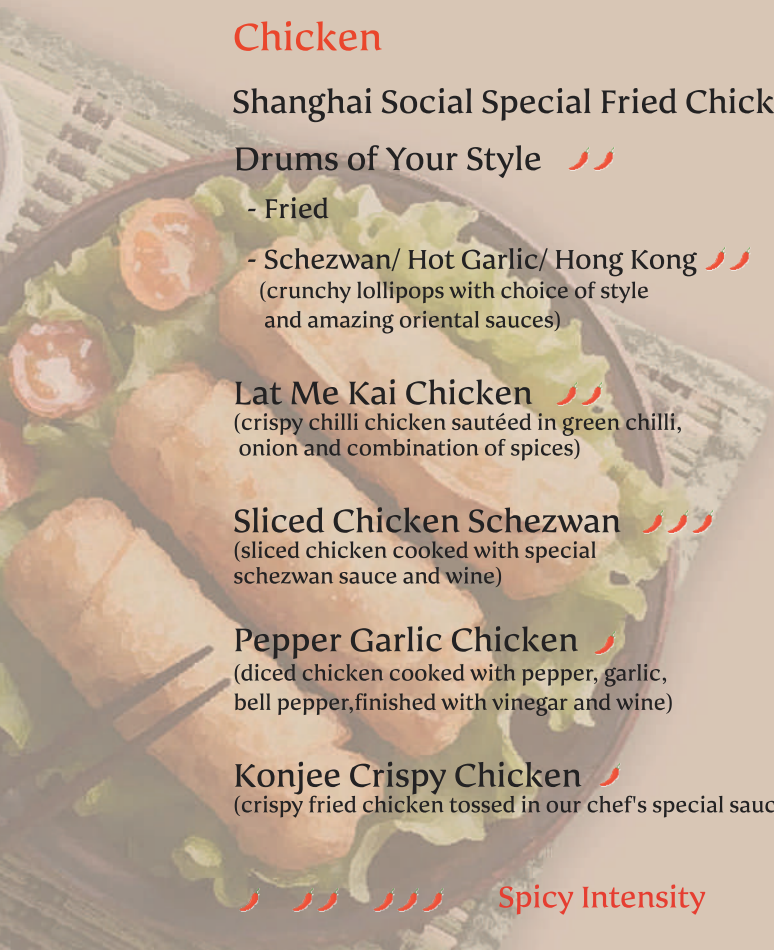 Chicken
Shanghai Social Special Fried Chick
Drums of Your Style
- Fried
- Schezwan/ Hot Garlic/ Hong Kong
(crunchy lollipops with choice of style
and amazing oriental sauces)
Lat Me Kai Chicken
(crispy chilli chicken sautéed in green chilli,
onion and combination of spices)
Sliced Chicken Schezwan
(sliced chicken cooked with special
schezwan sauce and wine)
Pepper Garlic Chicken
(diced chicken cooked with pepper, garlic,
bell pepper,finished with vinegar and wine)
Konjee Crispy Chicken
(crispy fried chicken tossed in our chef's special sauc
Spicy Intensity